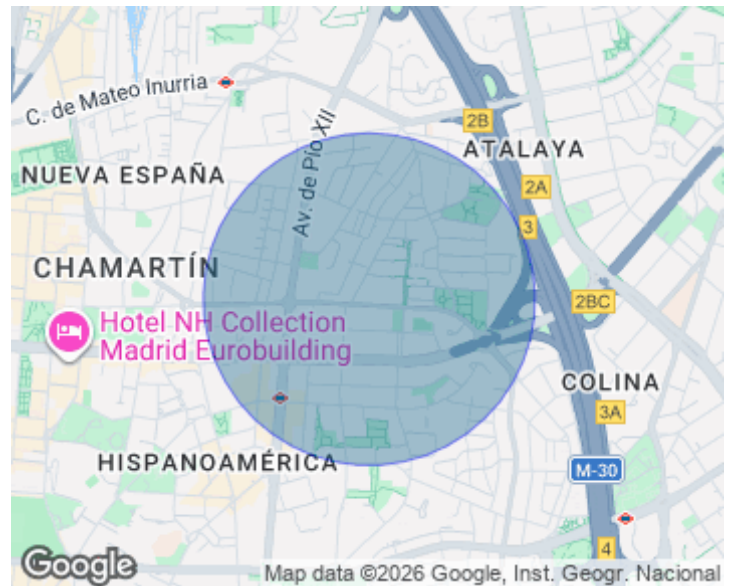 C. de Mateo Inurria
Av. de Pío XII
2B
ATALAYA
NUEVA ESPAÑA
2A
3
CHAMARTÍN
2BC
Hotel NH Collection
Madrid Eurobuilding
COLINA
3A
HISPANOAMÉRICA
M-30
4
Google
Map data ©2026 Google, Inst. Geogr. Nacional